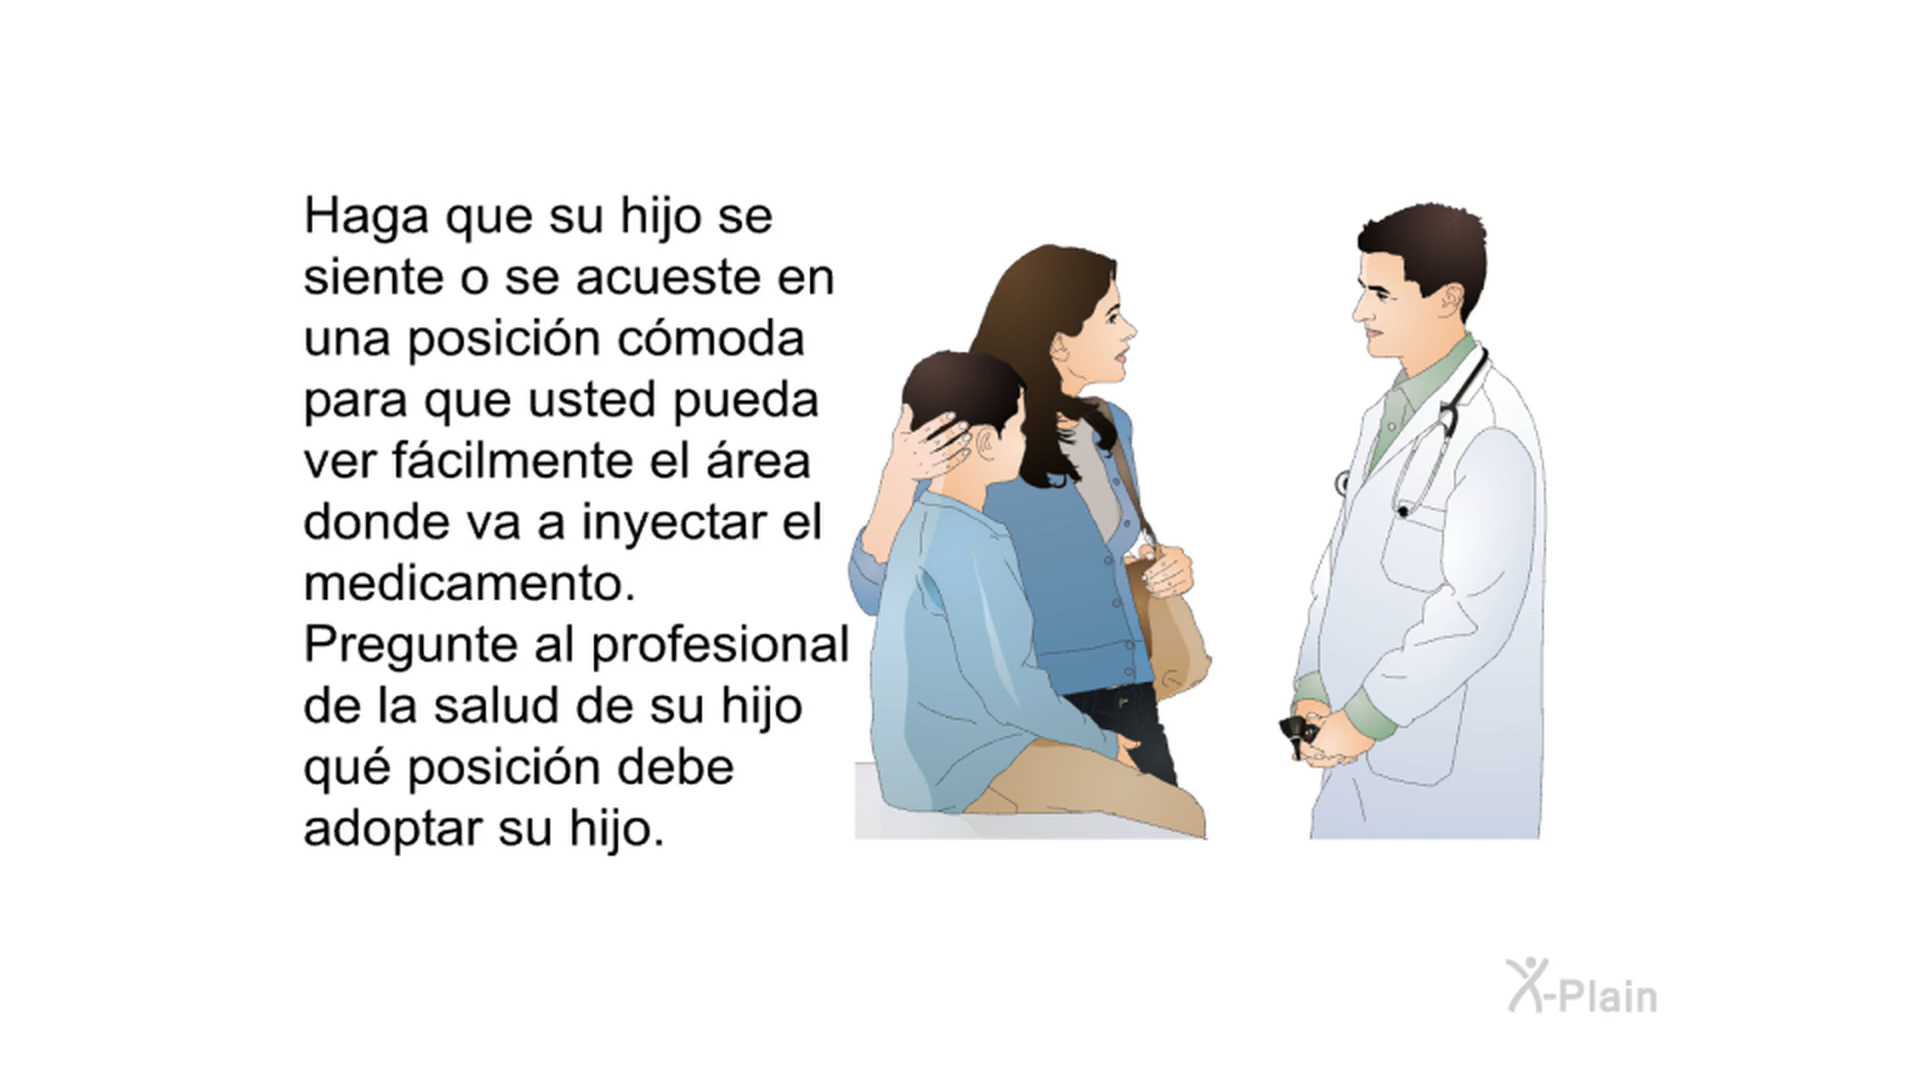 Haga que su hijo se
siente o se acueste en
una posición cómoda
para que usted pueda
ver fácilmente el área
donde va a inyectar el
medicamento.
Pregunte al profesional
de la salud de su hijo
qué posición debe
adoptar su hijo.
X-Plain